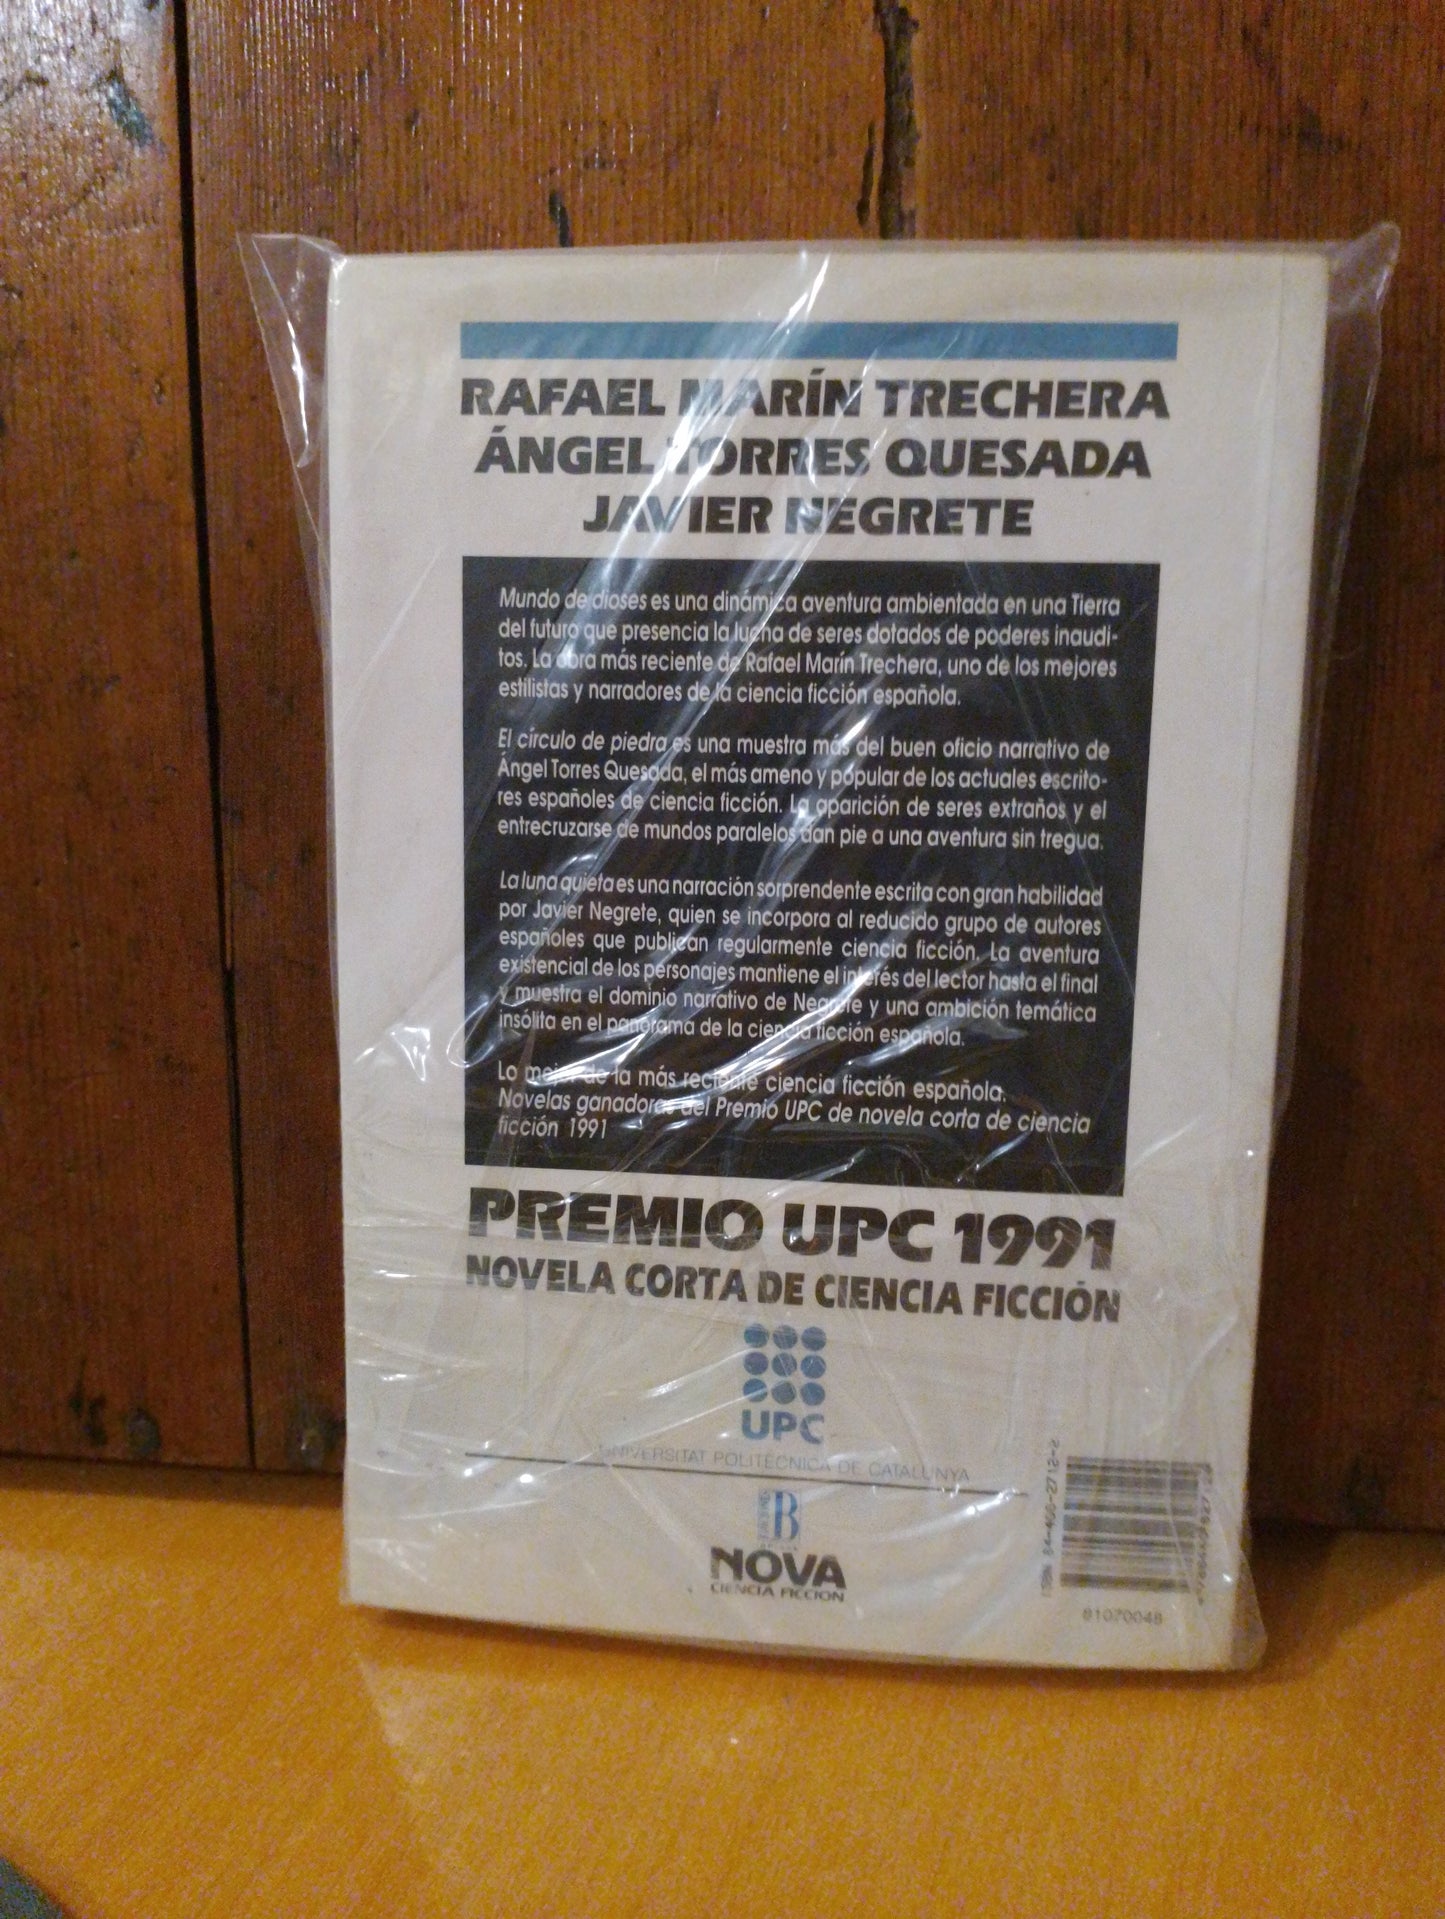 RAFAEL MARÍN TRECHERA
ÁNGEL TORRES QUESADA
JAVIER NEGRETE
Mundo de dioses es una dinámica aventura ambientada en una Tierra
del futuro que presencia la lucha de seres dotados de poderes inaudi-
tos. La obra más reciente de Rafael Marín Trechera, uno de los mejores
estilistas y narradores de la ciencia ficción española.
El círculo de piedra es una muestra más del buen oficio narrativo de
Ángel Torres Quesada, el más ameno y popular de los actuales escrito-
res españoles de ciencia ficción. La aparición de seres extraños y el
entrecruzarse de mundos paralelos dan pie a una aventura sin tregua.
La luna quieta es una narración sorprendente escrita con gran habilidad
por Javier Negrete, quien se incorpora al reducido grupo de autores
españoles que publican regularmente ciencia ficción. La aventura
existencial de los personajes mantiene el interés del lector hasta el final
y muestra el dominio narrativo de Negrete y una ambición temática
insólita en el panorama de la ciencia ficción española.
Lo mejor de la más reciente ciencia ficción española.
Novelas ganadoras del Premio UPC de novela corta de ciencia
ficción 1991
PREMIO UPC 1991
NOVELA CORTA DE CIENCIA FICCIÓN
UPC
UNIVERSITAT POLITÈCNICA DE CATALUNYA
B
NOVA
CIENCIA FICCION
ISBN 84-406-2712-2
81020048